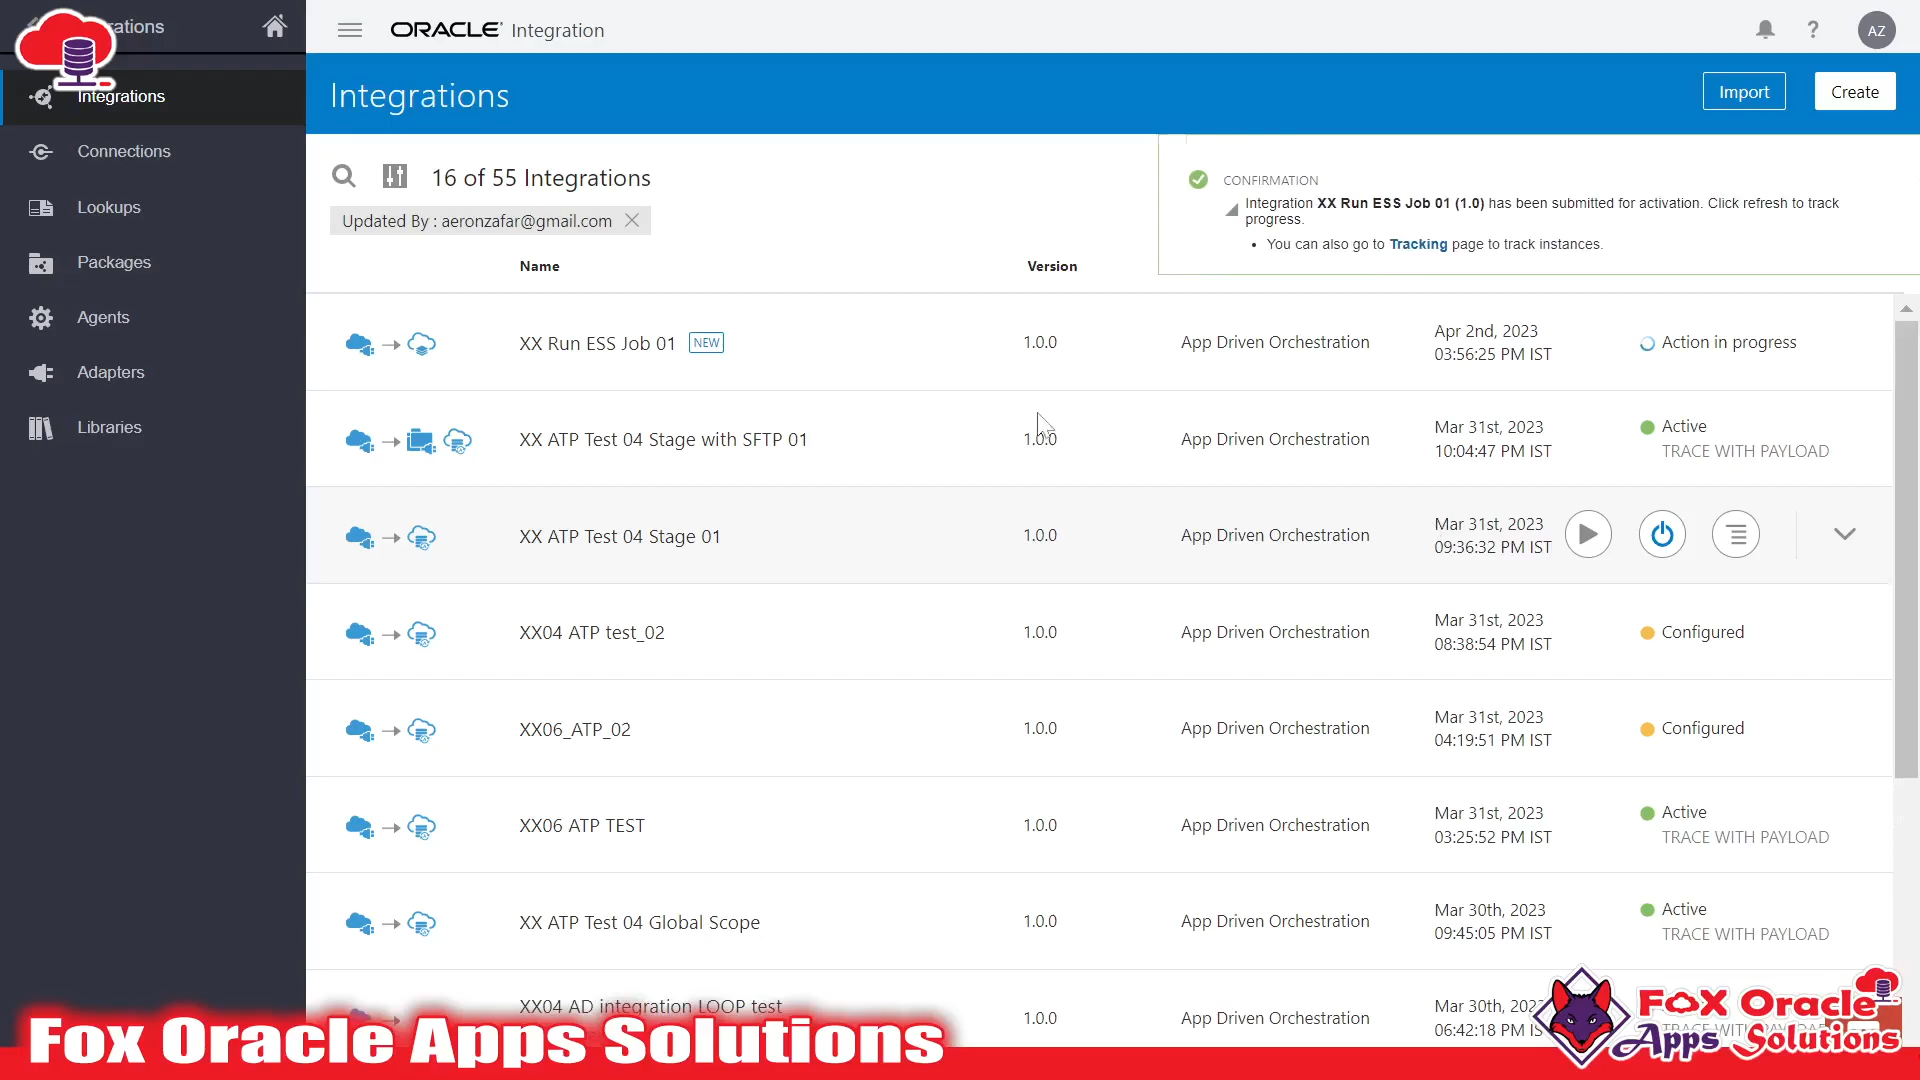 rations
Integrations
Connections
Lookups
Packages
Agents
Adapters
Libraries
ORACLE Integration
AZ
Integrations
Import
Create
16 of 55 Integrations
Updated By : aeronzafar@gmail.com
CONFIRMATION
Integration XX Run ESS Job 01 (1.0) has been submitted for activation. Click refresh to track
progress.
• You can also go to Tracking page to track instances.
Name Version
XX Run ESS Job 01 NEW 1.0.0 App Driven Orchestration Apr 2nd, 2023 03:56:25 PM IST Action in progress
XX ATP Test 04 Stage with SFTP 01 1.0.0 App Driven Orchestration Mar 31st, 2023 10:04:47 PM IST Active TRACE WITH PAYLOAD
XX ATP Test 04 Stage 01 1.0.0 App Driven Orchestration Mar 31st, 2023 09:36:32 PM IST
XX04 ATP test_02 1.0.0 App Driven Orchestration Mar 31st, 2023 08:38:54 PM IST Configured
XX06_ATP_02 1.0.0 App Driven Orchestration Mar 31st, 2023 04:19:51 PM IST Configured
XX06 ATP TEST 1.0.0 App Driven Orchestration Mar 31st, 2023 03:25:52 PM IST Active TRACE WITH PAYLOAD
XX ATP Test 04 Global Scope 1.0.0 App Driven Orchestration Mar 30th, 2023 09:45:05 PM IST Active TRACE WITH PAYLOAD
XX04 AD integration LOOP test 1.0.0 App Driven Orchestration Mar 30th, 202 06:42:18 PM IS
Fox Oracle Apps Solutions
FOX Oracle
Apps Solutions